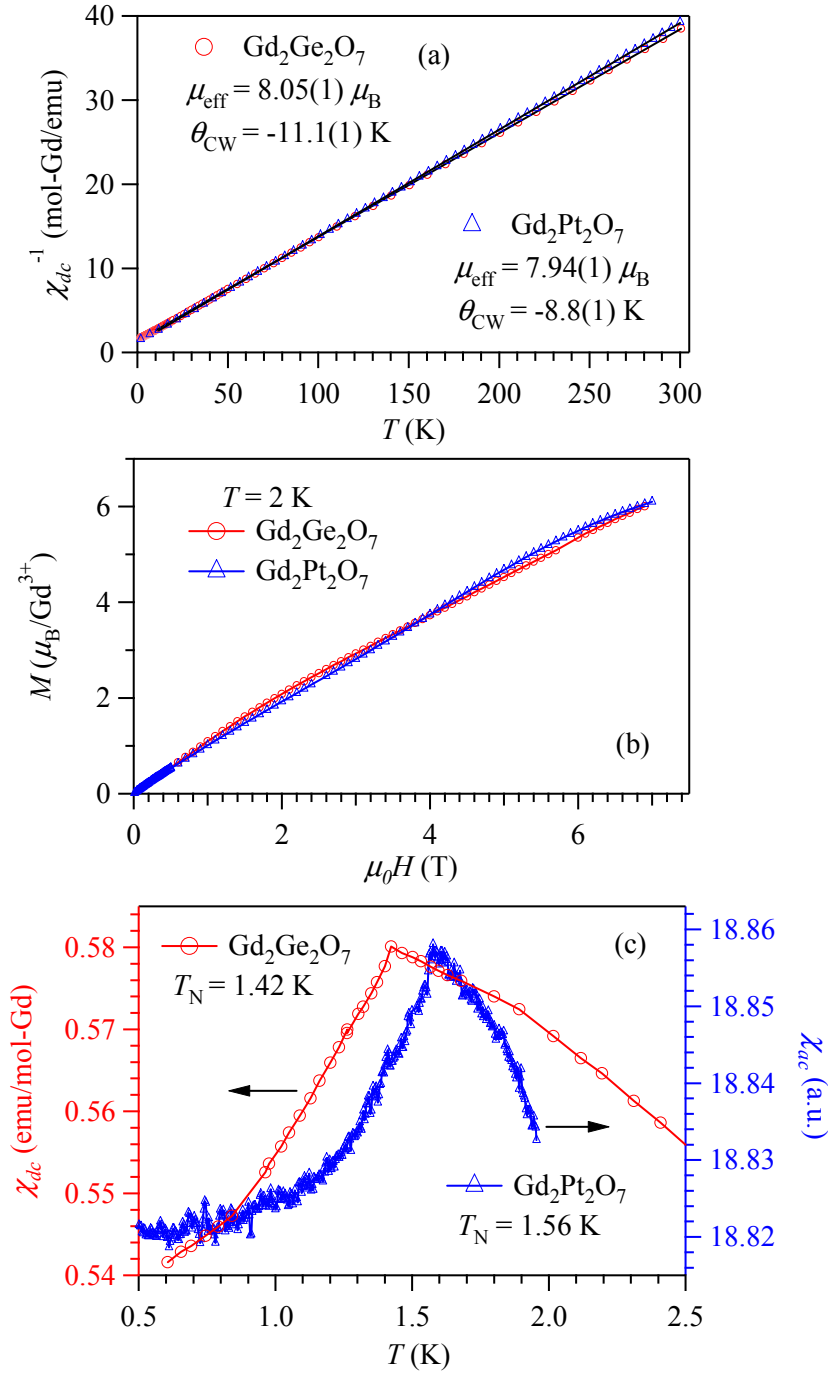 40
30
20
10
0
χdc-1 (mol-Gd/emu)
Gd2Ge2O7
μeff = 8.05(1) μB
θCW = -11.1(1) K
(a)
Gd2Pt2O7
μeff = 7.94(1) μB
θCW = -8.8(1) K
0 50 100 150 200 250 300
T (K)
6
4
2
0
M (μB/Gd3+)
T = 2 K
Gd2Ge2O7
Gd2Pt2O7
(b)
0 2 4 6
μ0H (T)
0.58
0.57
0.56
0.55
0.54
χdc (emu/mol-Gd)
Gd2Ge2O7
TN = 1.42 K
(c)
Gd2Pt2O7
TN = 1.56 K
18.86
18.85
18.84
18.83
18.82
χac (a.u.)
0.5 1.0 1.5 2.0 2.5
T (K)